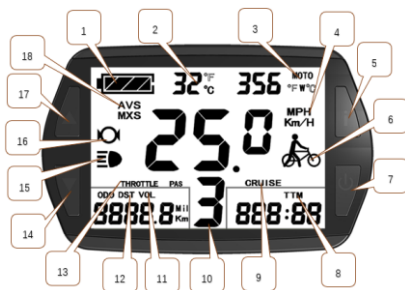 1
2
3
4
18
MOTO
32 °F °C
356 °F W °C
AVS
MXS
MPH
Km/H
5
17
25.0
6
16
15
7
THROTTLE PAS
CRUISE
ODO DST VOL
TTM
3
8888.8 Mil Km
888:88
14
13
12
11
10
9
8